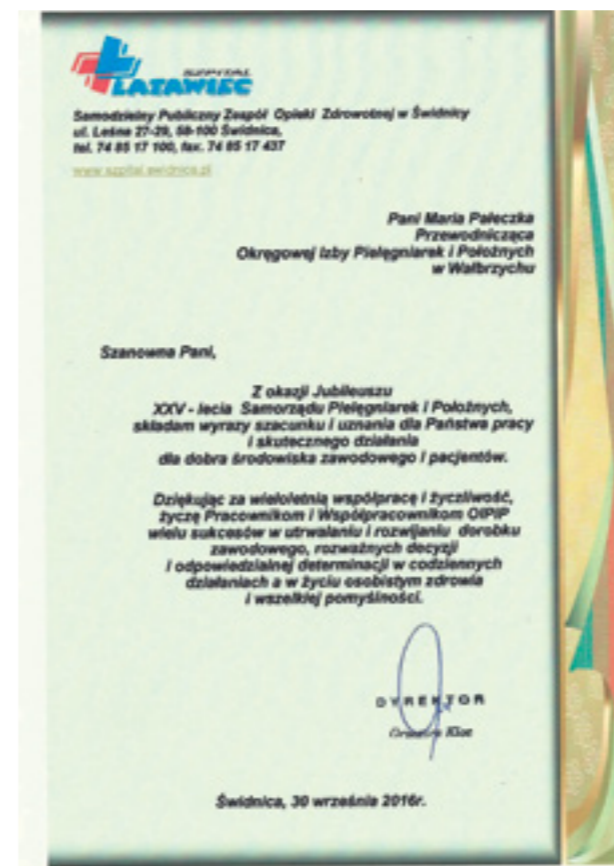 SZPITAL
LATAWIEC
Samodzielny Publiczny Zespół Opieki Zdrowotnej w Świdnicy
ul. Leśna 27-29, 58-100 Świdnica,
tel. 74 85 17 100, fax. 74 85 17 437
www.szpital.swidnica.pl
Pani Maria Pałeczka
Przewodnicząca
Okręgowej Izby Pielęgniarek i Położnych
w Wałbrzychu
Szanowna Pani,
Z okazji Jubileuszu
XXV - lecia Samorządu Pielęgniarek i Położnych,
składam wyrazy szacunku i uznania dla Państwa pracy
i skutecznego działania
dla dobra środowiska zawodowego i pacjentów.
Dziękując za wieloletnią współpracę i życzliwość,
życzę Pracownikom i Współpracownikom OIPIP
wielu sukcesów w utrwalaniu i rozwijaniu dorobku
zawodowego, rozważnych decyzji
i odpowiedzialnej determinacji w codziennych
działaniach a w życiu osobistym zdrowia
i wszelkiej pomyślności.
DYREKTOR
Świdnica, 30 września 2016r.